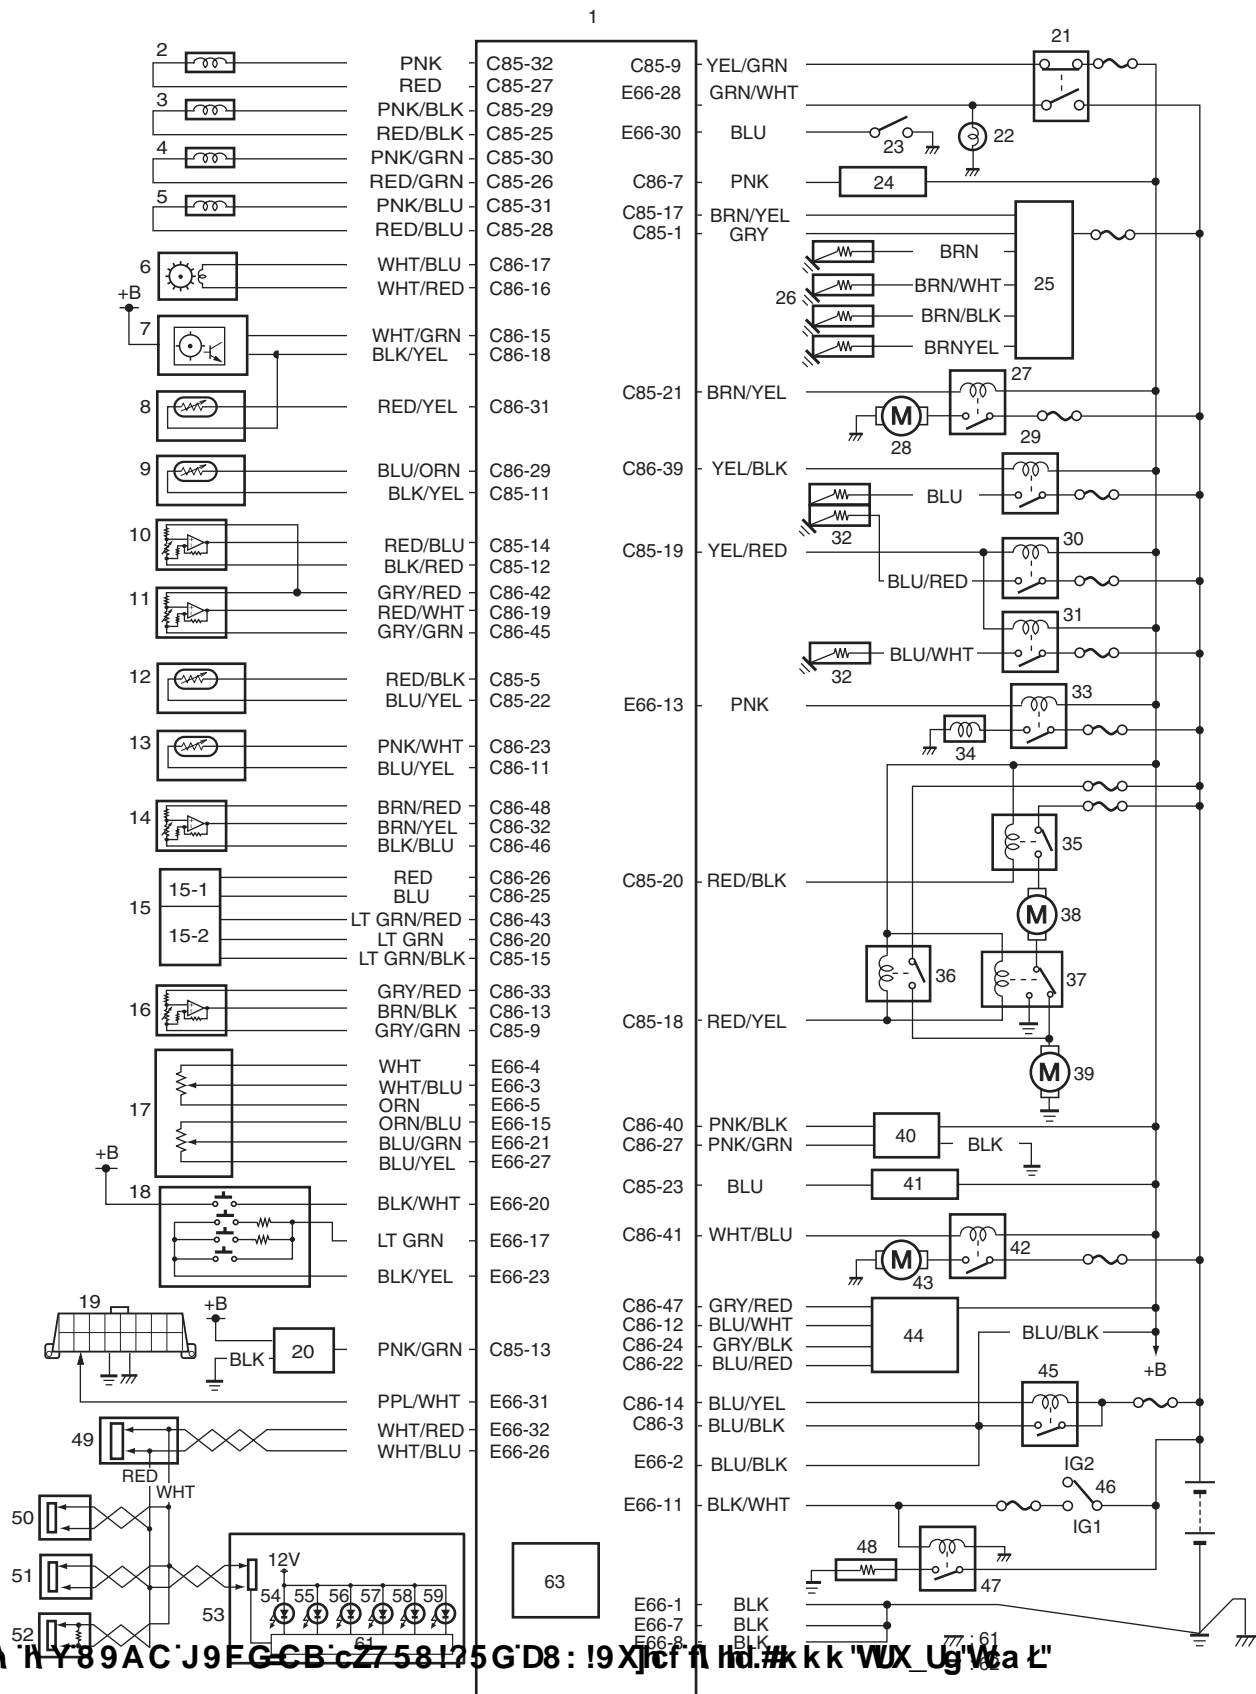 1
2 PNK C85-32
RED C85-27
3 PNK/BLK C85-29
RED/BLK C85-25
4 PNK/GRN C85-30
RED/GRN C85-26
5 PNK/BLU C85-31
RED/BLU C85-28
6 WHT/BLU C86-17
WHT/RED C86-16
+B
7 WHT/GRN C86-15
BLK/YEL C86-18
8 RED/YEL C86-31
9 BLU/ORN C86-29
BLK/YEL C85-11
10 RED/BLU C85-14
BLK/RED C85-12
11 GRY/RED C86-42
RED/WHT C86-19
GRY/GRN C86-45
12 RED/BLK C85-5
BLU/YEL C85-22
13 PNK/WHT C86-23
BLU/YEL C86-11
14 BRN/RED C86-48
BRN/YEL C86-32
BLK/BLU C86-46
15 15-1 RED C86-26
BLU C86-25
15-2 LT GRN/RED C86-43
LT GRN C86-20
LT GRN/BLK C85-15
16 GRY/RED C86-33
BRN/BLK C86-13
GRY/GRN C85-9
17 WHT E66-4
WHT/BLU E66-3
ORN E66-5
ORN/BLU E66-15
BLU/GRN E66-21
BLU/YEL E66-27
+B
18 BLK/WHT E66-20
LT GRN E66-17
BLK/YEL E66-23
19
+B
BLK 20 PNK/GRN C85-13
PPL/WHT E66-31
49 WHT/RED E66-32
WHT/BLU E66-26
RED
WHT
50
51
52
53
12V
54 55 56 57 58 59
61
63
C85-9 YEL/GRN 21
E66-28 GRN/WHT
22
E66-30 BLU 23
C86-7 PNK 24
C85-17 BRN/YEL
C85-1 GRY
25
26
BRN
BRN/WHT
BRN/BLK
BRNYEL
C85-21 BRN/YEL 27
M
28
C86-39 YEL/BLK 29
BLU
32
C85-19 YEL/RED 30
BLU/RED
31
BLU/WHT
32
E66-13 PNK 33
34
35
C85-20 RED/BLK
M 38
36
37
C85-18 RED/YEL
M 39
C86-40 PNK/BLK
C86-27 PNK/GRN
40 BLK
C85-23 BLU 41
C86-41 WHT/BLU 42
M
43
C86-47 GRY/RED
C86-12 BLU/WHT
C86-24 GRY/BLK
C86-22 BLU/RED
44
BLU/BLK
+B
45
C86-14 BLU/YEL
C86-3 BLU/BLK
E66-2 BLU/BLK
IG2
46
IG1
E66-11 BLK/WHT
48
47
E66-1 BLK
E66-7 BLK
E66-8 BLK
: 61